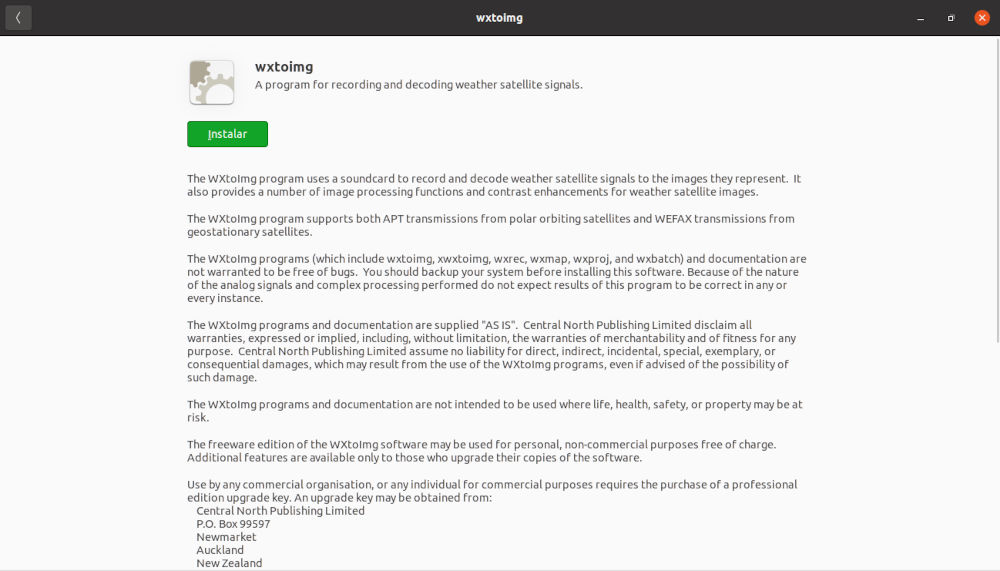 wxtoimg
wxtoimg
A program for recording and decoding weather satellite signals.
Instalar
The WXtoImg program uses a soundcard to record and decode weather satellite signals to the images they represent.  It
also provides a number of image processing functions and contrast enhancements for weather satellite images.
The WXtoImg program supports both APT transmissions from polar orbiting satellites and WEFAX transmissions from
geostationary satellites.
The WXtoImg programs (which include wxtoimg, xwxtoimg, wxrec, wxmap, wxproj, and wxbatch) and documentation are
not warranted to be free of bugs.  You should backup your system before installing this software. Because of the nature
of the analog signals and complex processing performed do not expect results of this program to be correct in any or
every instance.
The WXtoImg programs and documentation are supplied "AS IS".  Central North Publishing Limited disclaim all
warranties, expressed or implied, including, without limitation, the warranties of merchantability and of fitness for any
purpose.  Central North Publishing Limited assume no liability for direct, indirect, incidental, special, exemplary, or
consequential damages, which may result from the use of the WXtoImg programs, even if advised of the possibility of
such damage.
The WXtoImg programs and documentation are not intended to be used where life, health, safety, or property may be at
risk.
The freeware edition of the WXtoImg software may be used for personal, non-commercial purposes free of charge.
Additional features are available only to those who upgrade their copies of the software.
Use by any commercial organisation, or any individual for commercial purposes requires the purchase of a professional
edition upgrade key. An upgrade key may be obtained from:
Central North Publishing Limited
P.O. Box 99597
Newmarket
Auckland
New Zealand